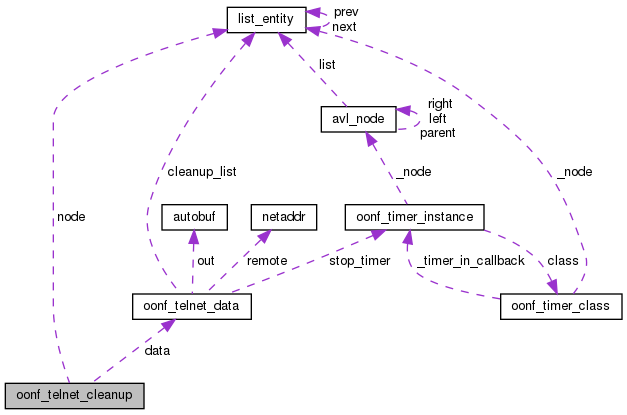 list_entity
prev
next
list
avl_node
right
left
parent
cleanup_list
_node
_node
autobuf
netaddr
oonf_timer_instance
node
out
remote
stop_timer
_timer_in_callback
class
oonf_telnet_data
oonf_timer_class
data
oonf_telnet_cleanup